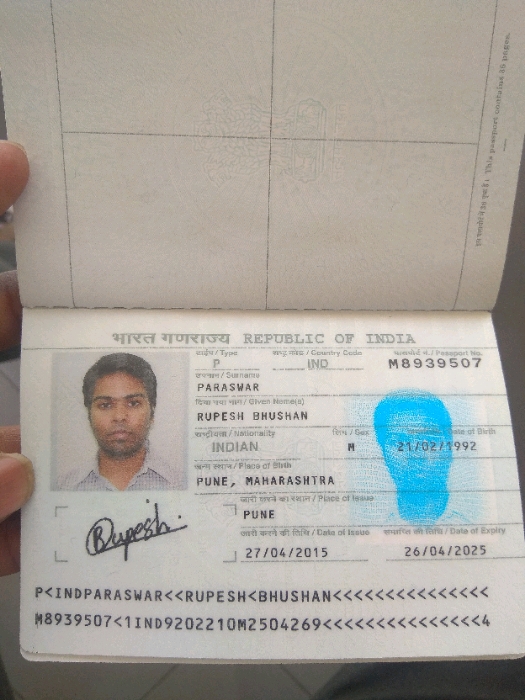 This passport contains 36 pages.
भारत गणराज्य REPUBLIC OF INDIA
टाईप / Type राष्ट्र कोड / Country Code पासपोर्ट नं. / Passport No.
P IND M8939507
उपनाम / Surname
PARASWAR
दिया गया नाम / Given Name(s)
RUPESH BHUSHAN
राष्ट्रीयता / Nationality लिंग / Sex Date of Birth
INDIAN M 21/02/1992
जन्म स्थान / Place of Birth
PUNE, MAHARASHTRA
जारी करने का स्थान / Place of Issue
PUNE
जारी करने की तिथि / Date of Issue समाप्ति की तिथि / Date of Expiry
27/04/2015 26/04/2025
Rupesh
P<INDPARASWAR<<RUPESH<BHUSHAN<<<<<<<<<<<<<<<
M8939507<1IND9202210M2504269<<<<<<<<<<<<<<<4